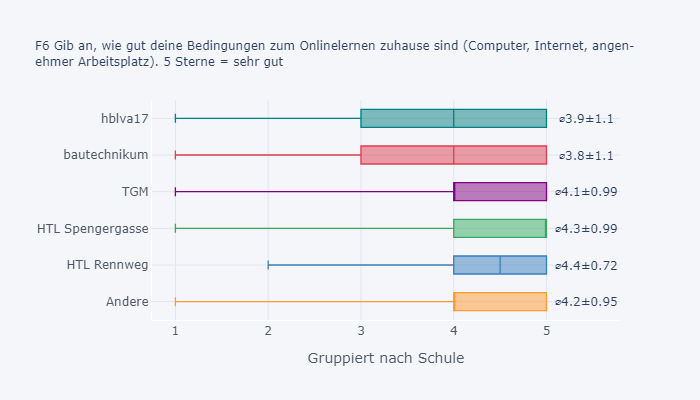 F6 Gib an, wie gut deine Bedingungen zum Onlinelernen zuhause sind (Computer, Internet, angen-
ehmer Arbeitsplatz). 5 Sterne = sehr gut
hblva17 ⌀3.9±1.1
bautechnikum ⌀3.8±1.1
TGM ⌀4.1±0.99
HTL Spengergasse ⌀4.3±0.99
HTL Rennweg ⌀4.4±0.72
Andere ⌀4.2±0.95
1 2 3 4 5
Gruppiert nach Schule